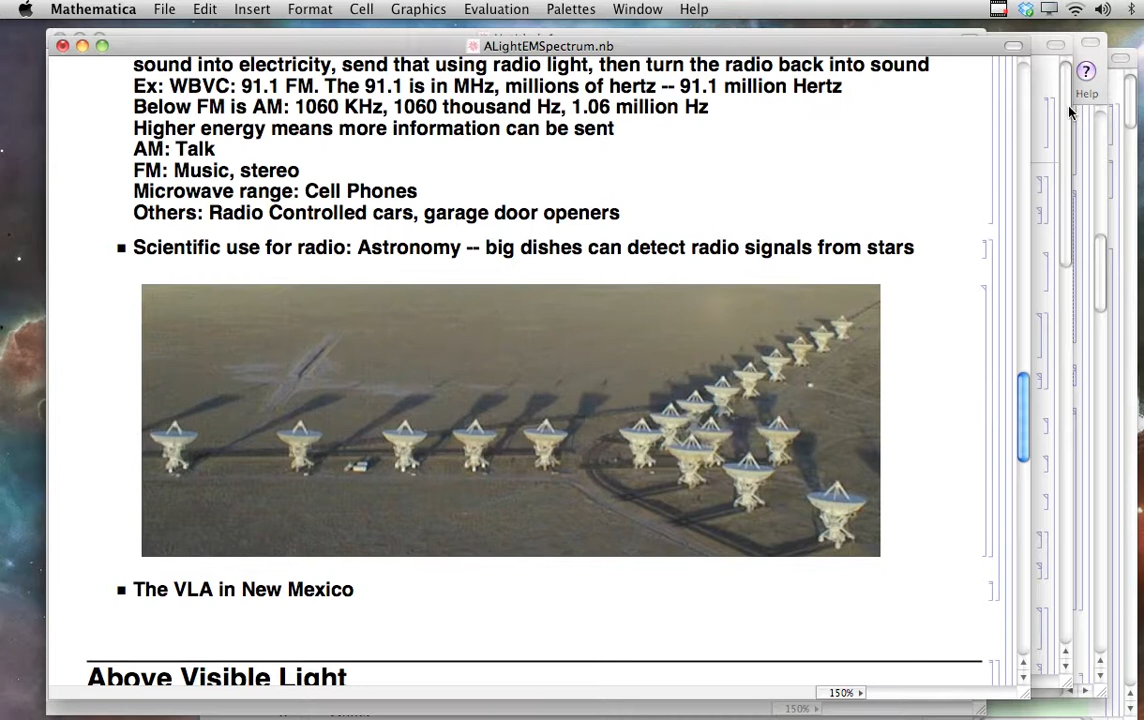 Mathematica File Edit Insert Format Cell Graphics Evaluation Palettes Window Help
ALightEMSpectrum.nb
Help
sound into electricity, send that using radio light, then turn the radio back into sound
Ex: WBVC: 91.1 FM. The 91.1 is in MHz, millions of hertz -- 91.1 million Hertz
Below FM is AM: 1060 KHz, 1060 thousand Hz, 1.06 million Hz
Higher energy means more information can be sent
AM: Talk
FM: Music, stereo
Microwave range: Cell Phones
Others: Radio Controlled cars, garage door openers
■ Scientific use for radio: Astronomy -- big dishes can detect radio signals from stars
■ The VLA in New Mexico
Above Visible Light
150%
150%